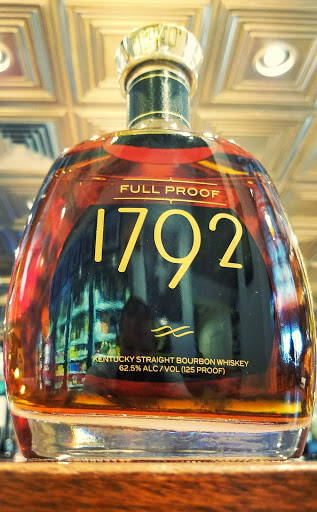 FULL PROOF
1792
KENTUCKY STRAIGHT BOURBON WHISKEY
62.5% ALC / VOL (125 PROOF)